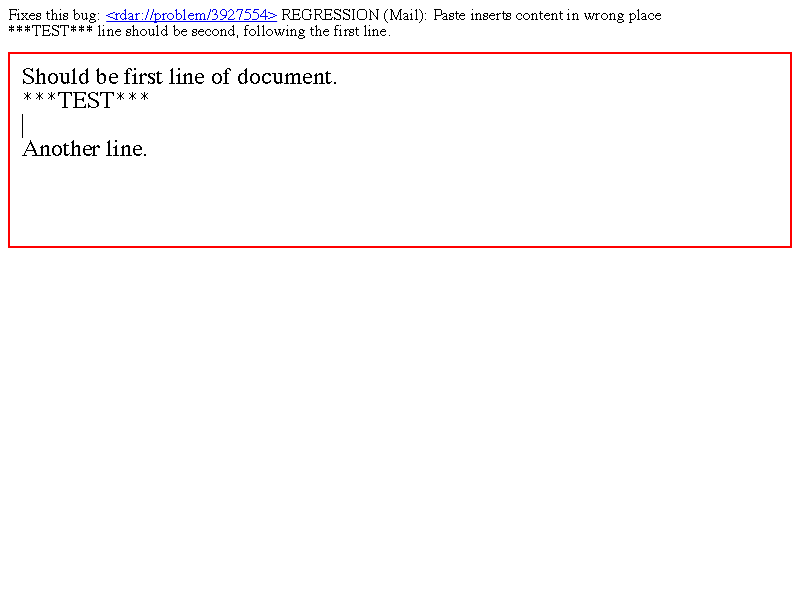 Fixes this bug: <rdar://problem/3927554> REGRESSION (Mail): Paste inserts content in wrong place
***TEST*** line should be second, following the first line.
Should be first line of document.
***TEST***
Another line.